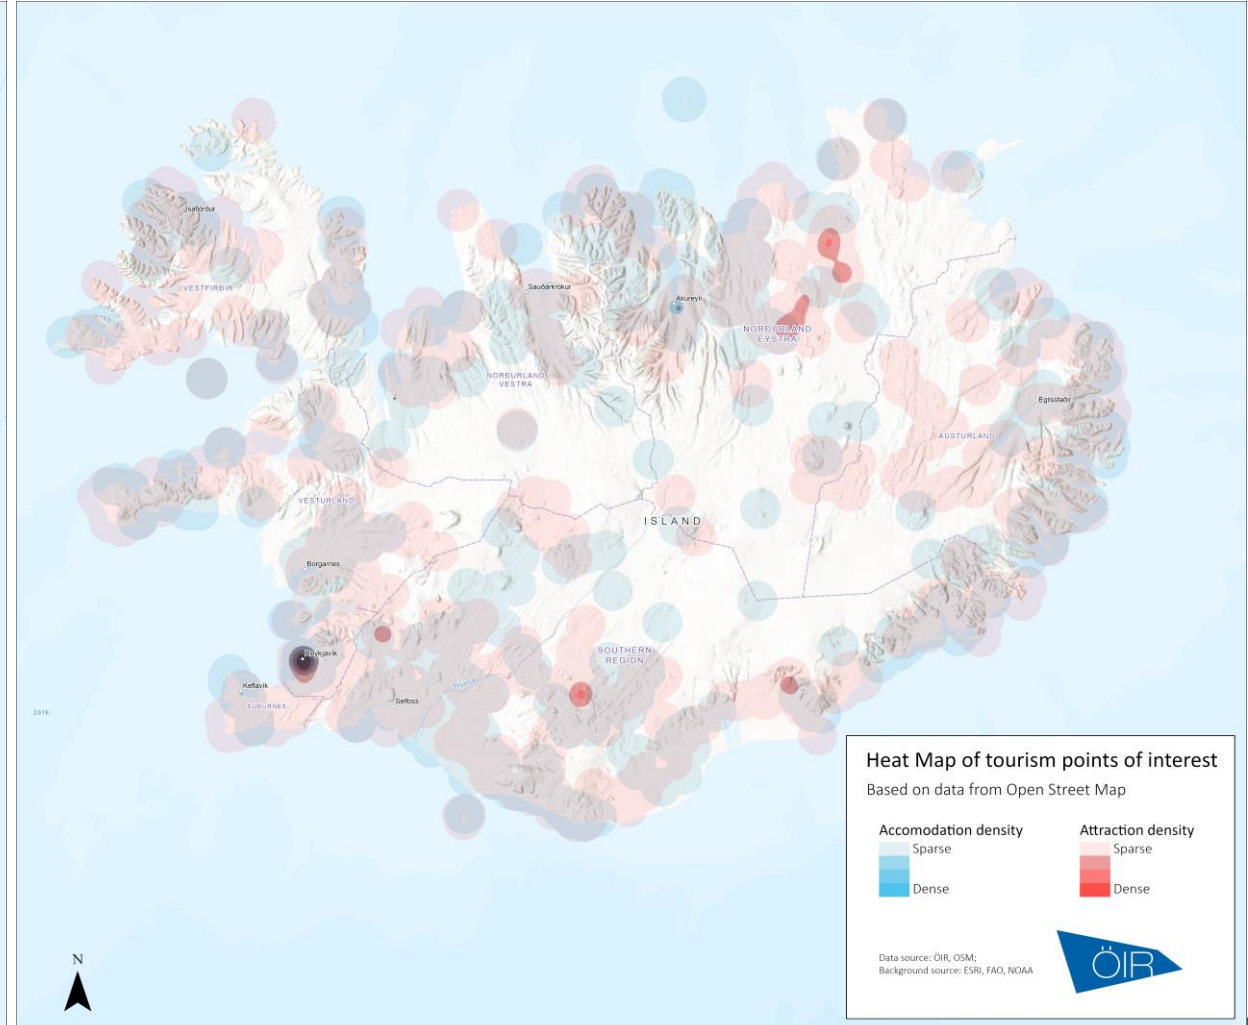 Ísafjörður
VESTFIRÐIR
Sauðárkrókur
Akureyri
NORÐURLAND
EYSTRA
NORÐURLAND
VESTRA
Egilsstaðir
AUSTURLAND
VESTURLAND
ISLAND
Borgarnes
Reykjavík
SOUTHERN
REGION
Keflavík
SUÐURNES
Selfoss
Þjórsá
2018
Heat Map of tourism points of interest
Based on data from Open Street Map
Accomodation density
Attraction density
Sparse
Sparse
Dense
Dense
Data source: ÖIR, OSM;
Background source: ESRI, FAO, NOAA
ÖIR
N